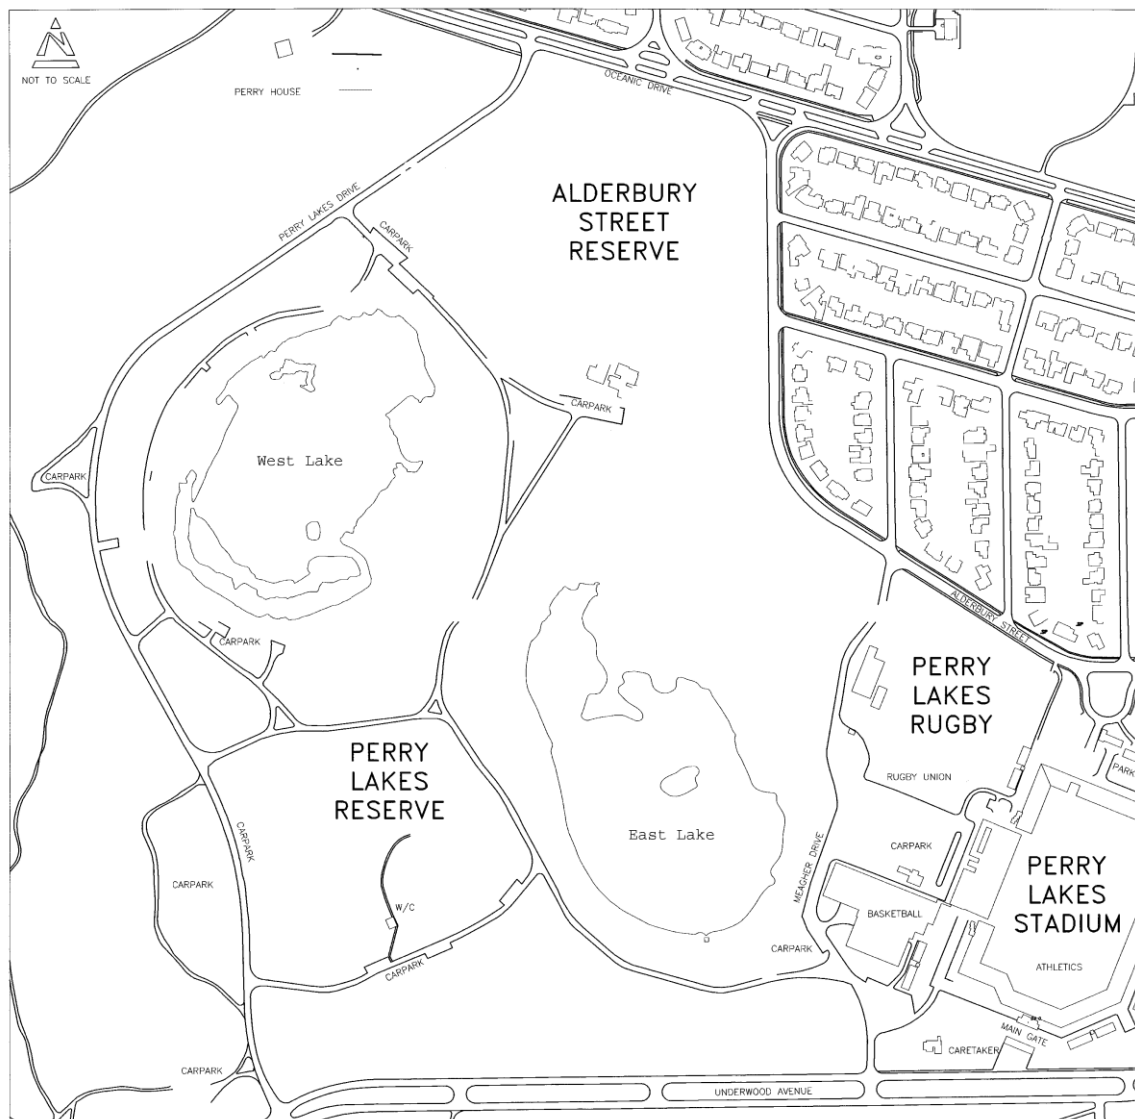 N
NOT TO SCALE
PERRY HOUSE
OCEANIC DRIVE
ALDERBURY
STREET
RESERVE
PERRY LAKES DRIVE
CARPARK
CARPARK
West Lake
CARPARK
ALDERBURY STREET
CARPARK
PERRY
LAKES
RUGBY
PERRY
LAKES
RESERVE
RUGBY UNION
PARK
East Lake
CARPARK
MEAGHER DRIVE
CARPARK
PERRY
LAKES
STADIUM
CARPARK
W/C
BASKETBALL
CARPARK
ATHLETICS
CARPARK
MAIN GATE
CARETAKER
CARPARK
UNDERWOOD AVENUE